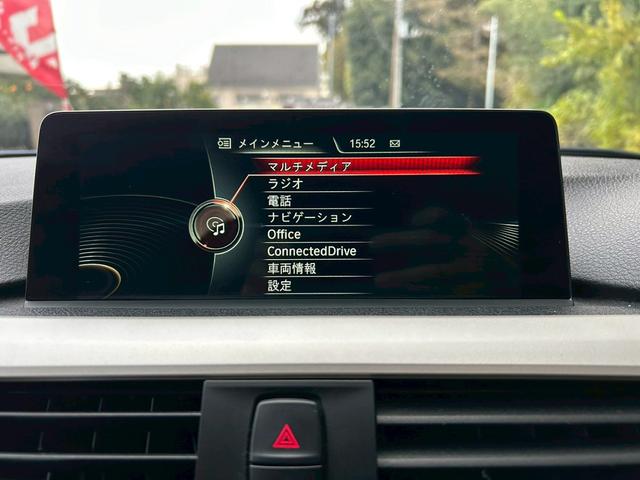 メインメニュー 15:52
マルチメディア
ラジオ
電話
ナビゲーション
Office
ConnectedDrive
車両情報
設定